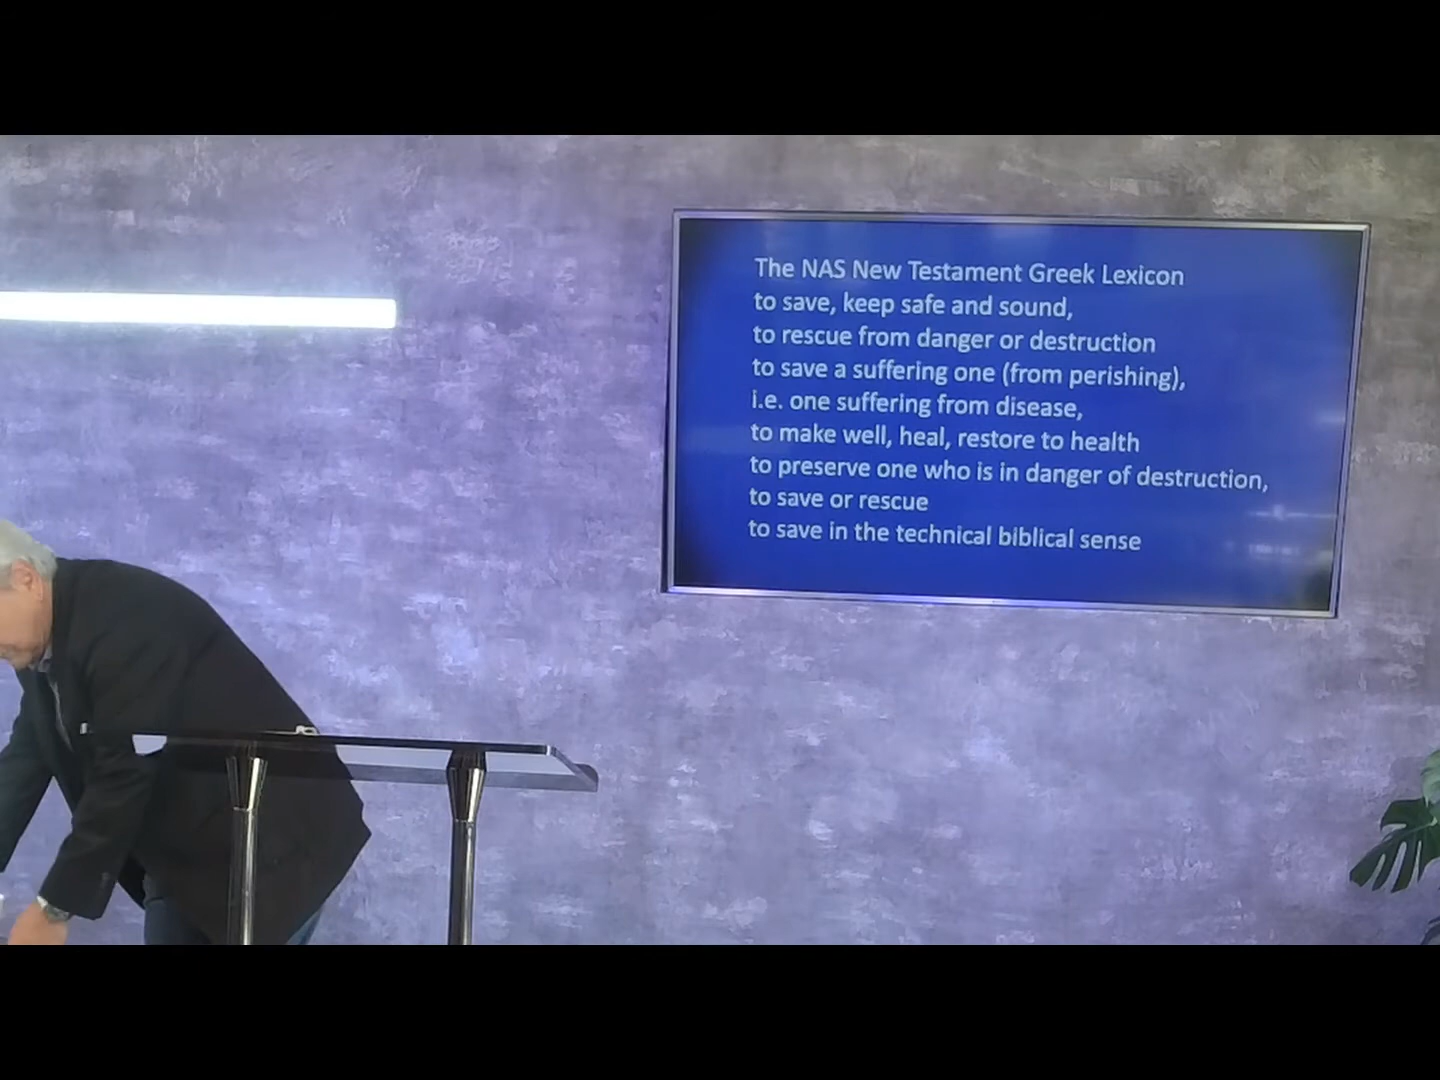 The NAS New Testament Greek Lexicon
to save, keep safe and sound,
to rescue from danger or destruction
to save a suffering one (from perishing),
i.e. one suffering from disease,
to make well, heal, restore to health
to preserve one who is in danger of destruction,
to save or rescue
to save in the technical biblical sense